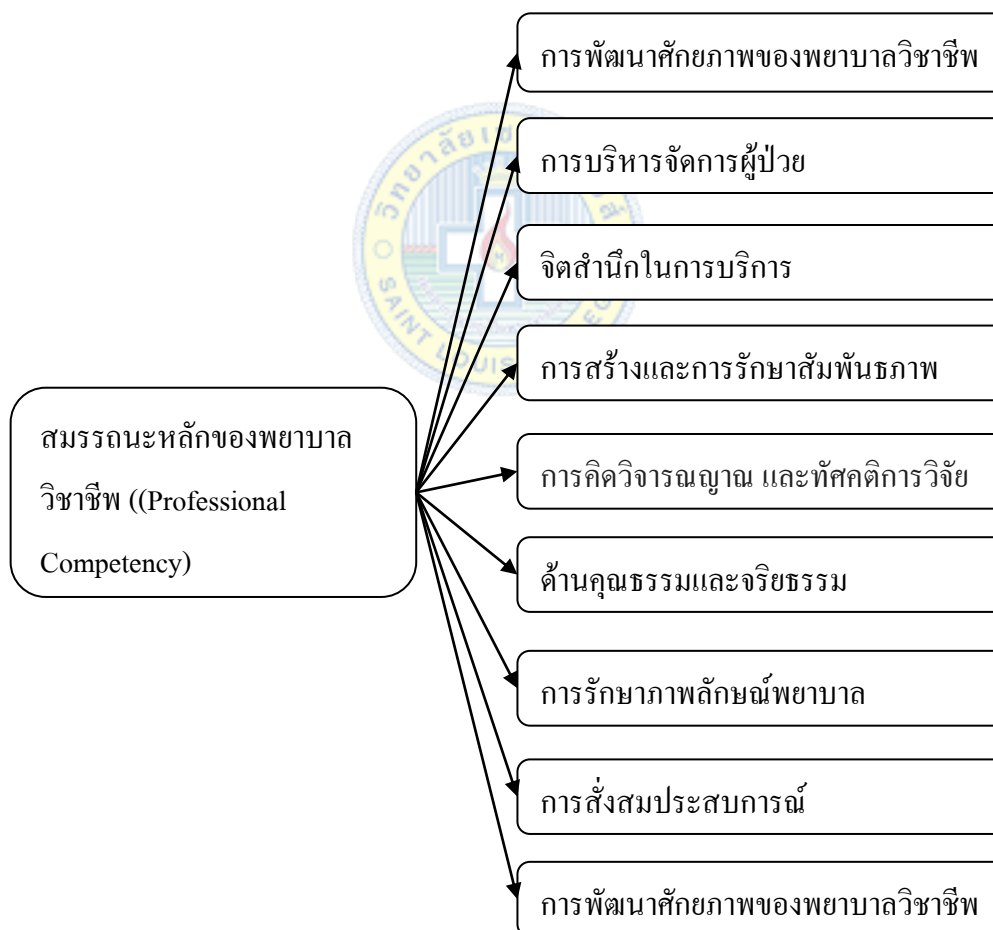 การพัฒนาศักยภาพของพยาบาลวิชาชีพ
การบริหารจัดการผู้ป่วย
จิตสำนึกในการบริการ
การสร้างและการรักษาสัมพันธภาพ
สมรรถนะหลักของพยาบาล
วิชาชีพ ((Professional
Competency)
การคิดวิจารณญาณ และทัศคติการวิจัย
ด้านคุณธรรมและจริยธรรม
การรักษาภาพลักษณ์พยาบาล
การสั่งสมประสบการณ์
การพัฒนาศักยภาพของพยาบาลวิชาชีพ
วิทยาลัย
SAINT LOUIS